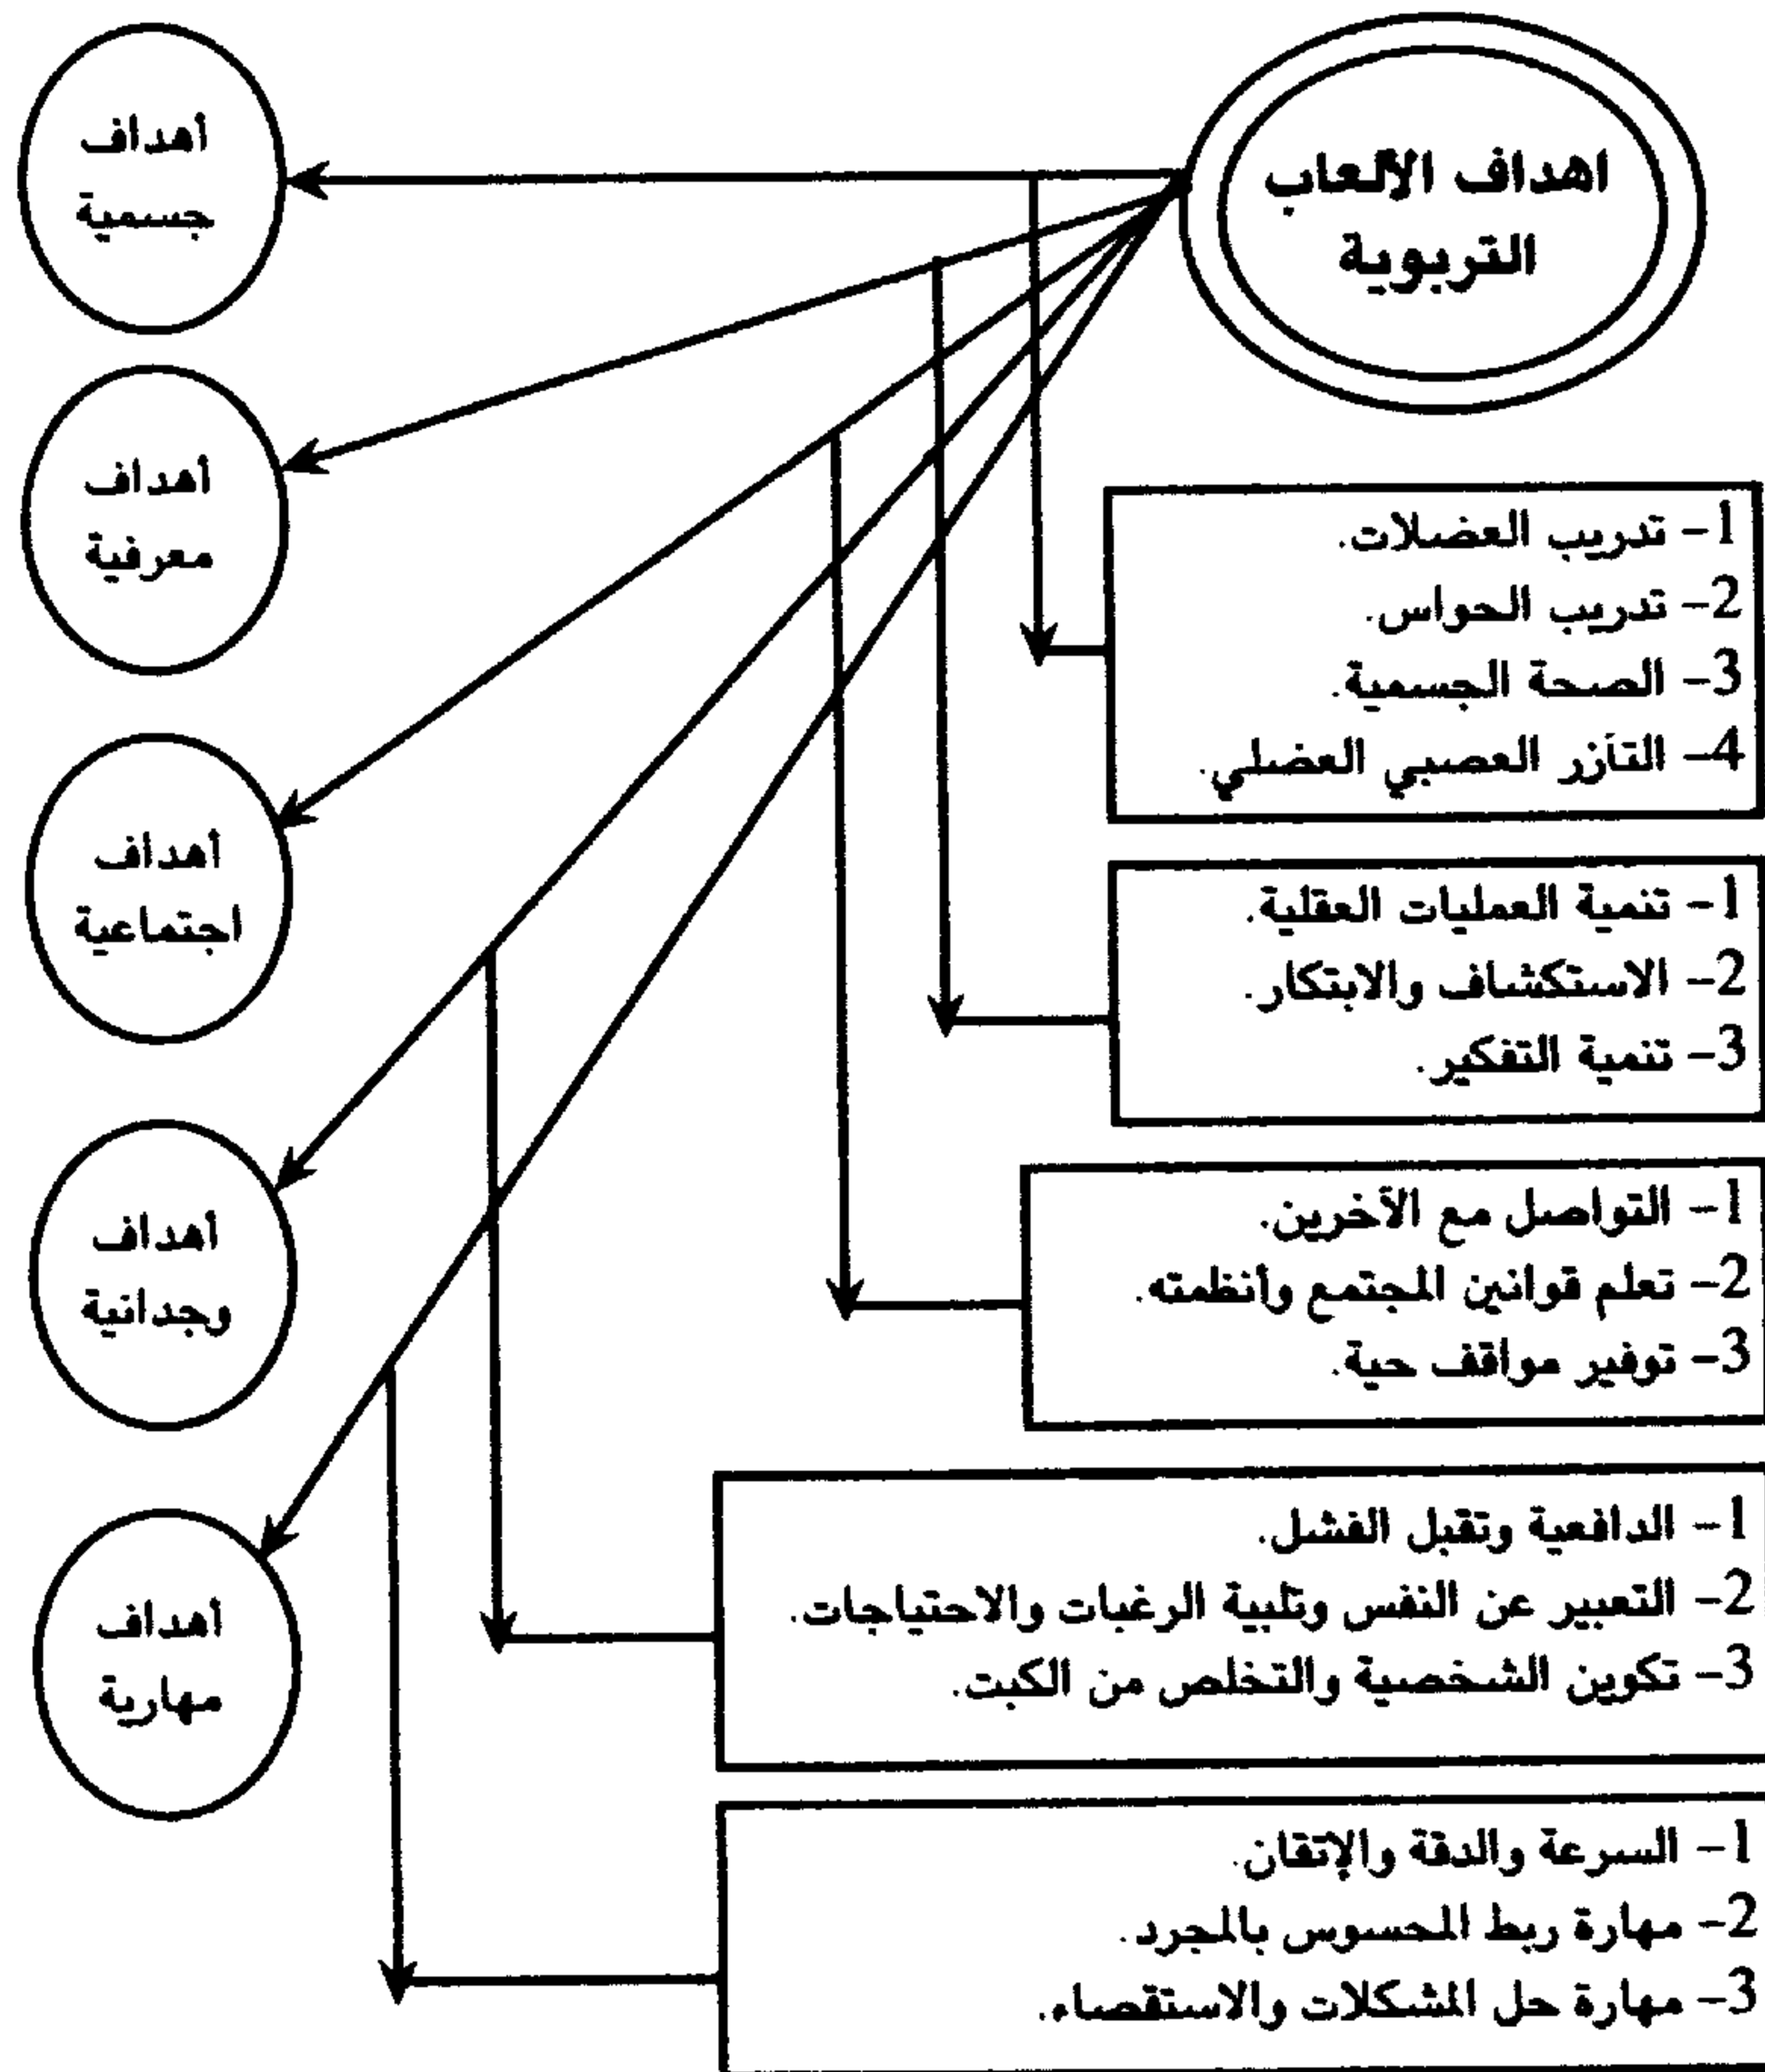 اهداف الألعاب
التربوية
أهداف
جسمية
أهداف
معرفية
أهداف
اجتماعية
أهداف
وجدانية
أهداف
مهارية
1- تدريب العضلات.
2- تدريب الحواس.
3- الصحة الجسمية.
4- التآزر العصبي العضلي.
1- تنمية العمليات العقلية.
2- الاستكشاف والابتكار.
3- تنمية التفكير.
1- التواصل مع الآخرين.
2- تعلم قوانين المجتمع وأنظمته.
3- توفير مواقف حية.
1- الدافعية وتقبل الفشل.
2- التعبير عن النفس وتلبية الرغبات والاحتياجات.
3- تكوين الشخصية والتخلص من الكبت.
1- السرعة والدقة والإتقان.
2- مهارة ربط المحسوس بالمجرد.
3- مهارة حل المشكلات والاستقصاء.